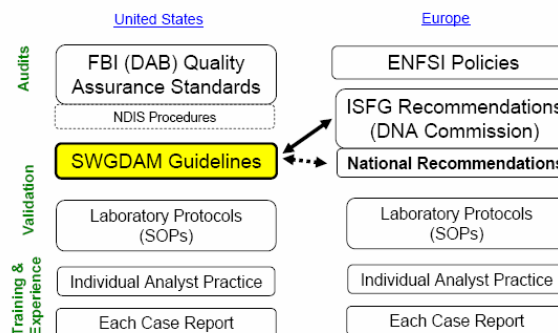 United States
Europe
Audits
FBI (DAB) Quality
Assurance Standards
NDIS Procedures
ENFSI Policies
ISFG Recommendations
(DNA Commission)
SWGDAM Guidelines
National Recommendations
Validation
Laboratory Protocols
(SOPs)
Laboratory Protocols
(SOPs)
Training &
Experience
Individual Analyst Practice
Individual Analyst Practice
Each Case Report
Each Case Report